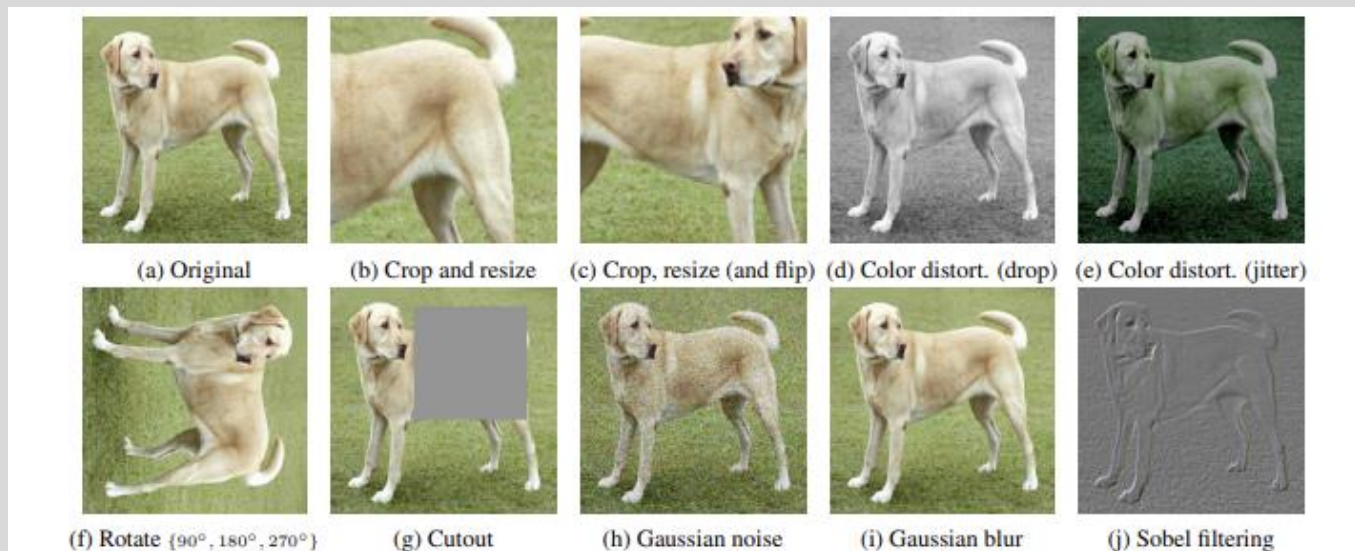 (a) Original (b) Crop and resize (c) Crop, resize (and flip) (d) Color distort. (drop) (e) Color distort. (jitter)
(f) Rotate {90°, 180°, 270°} (g) Cutout (h) Gaussian noise (i) Gaussian blur (j) Sobel filtering